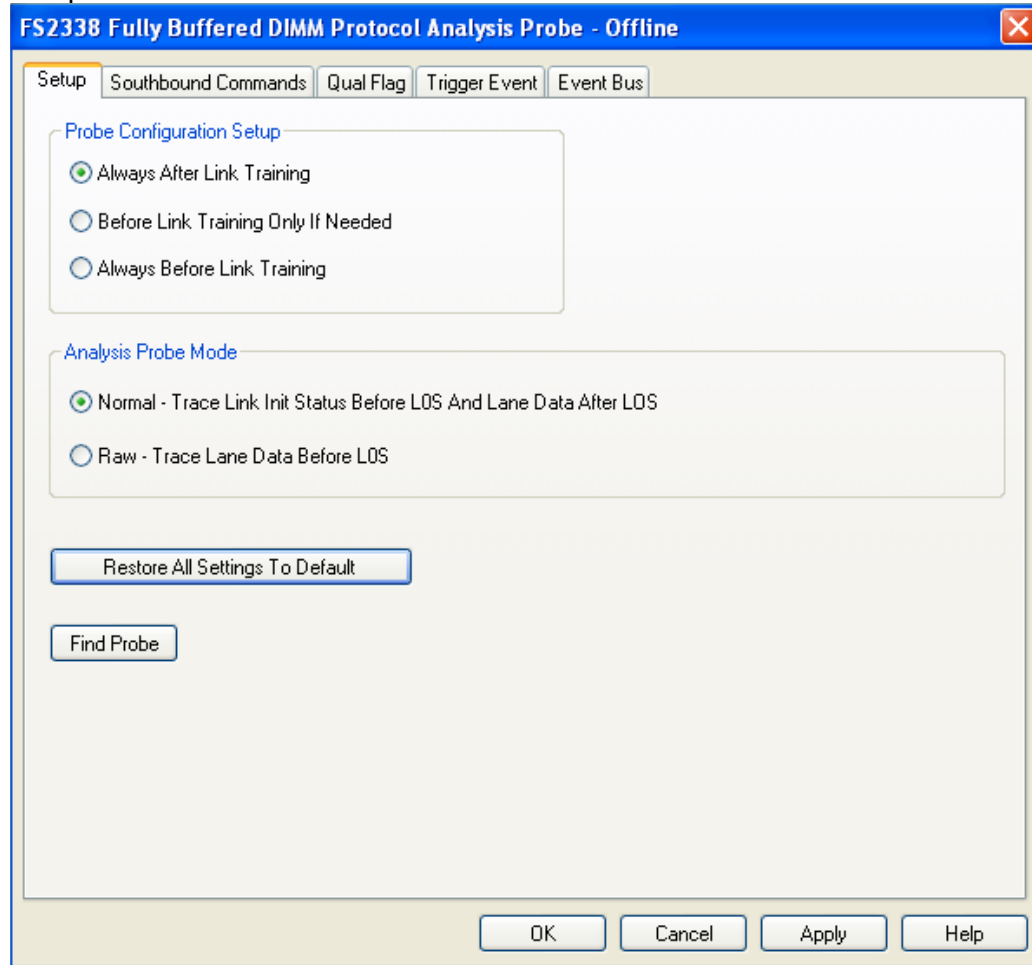 FS2338 Fully Buffered DIMM Protocol Analysis Probe - Offline
Setup Southbound Commands Qual Flag Trigger Event Event Bus
Probe Configuration Setup
Always After Link Training
Before Link Training Only If Needed
Always Before Link Training
Analysis Probe Mode
Normal - Trace Link Init Status Before L0S And Lane Data After LOS
Raw - Trace Lane Data Before L0S
Restore All Settings To Default
Find Probe
OK Cancel Apply Help